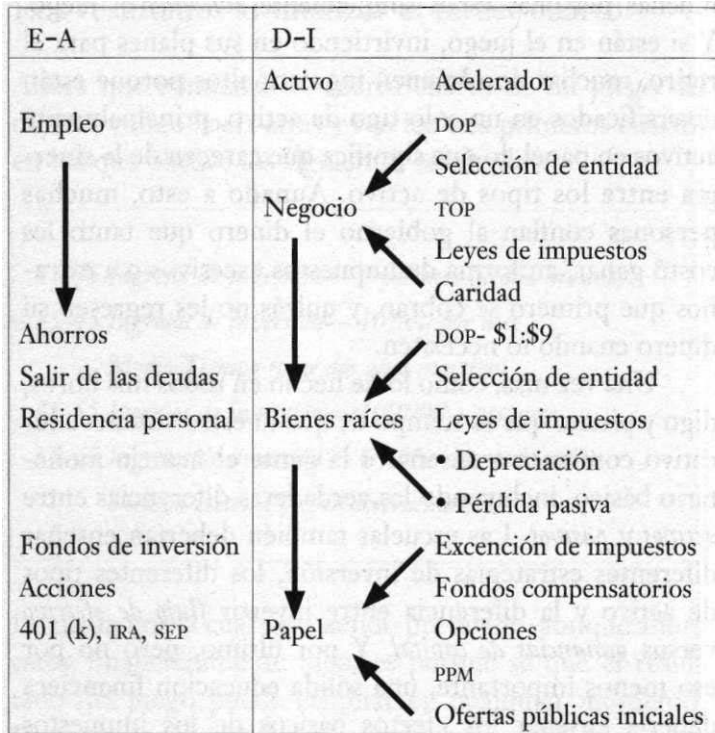 E-A D-I
Activo Acelerador
Empleo DOP
Selección de entidad
Negocio TOP
Leyes de impuestos
Caridad
Ahorros DOP– $1:$9
Salir de las deudas Selección de entidad
Residencia personal Bienes raíces Leyes de impuestos
• Depreciación
• Pérdida pasiva
Fondos de inversión Excención de impuestos
Acciones Fondos compensatorios
401 (k), IRA, SEP Papel Opciones
PPM
Ofertas públicas iniciales